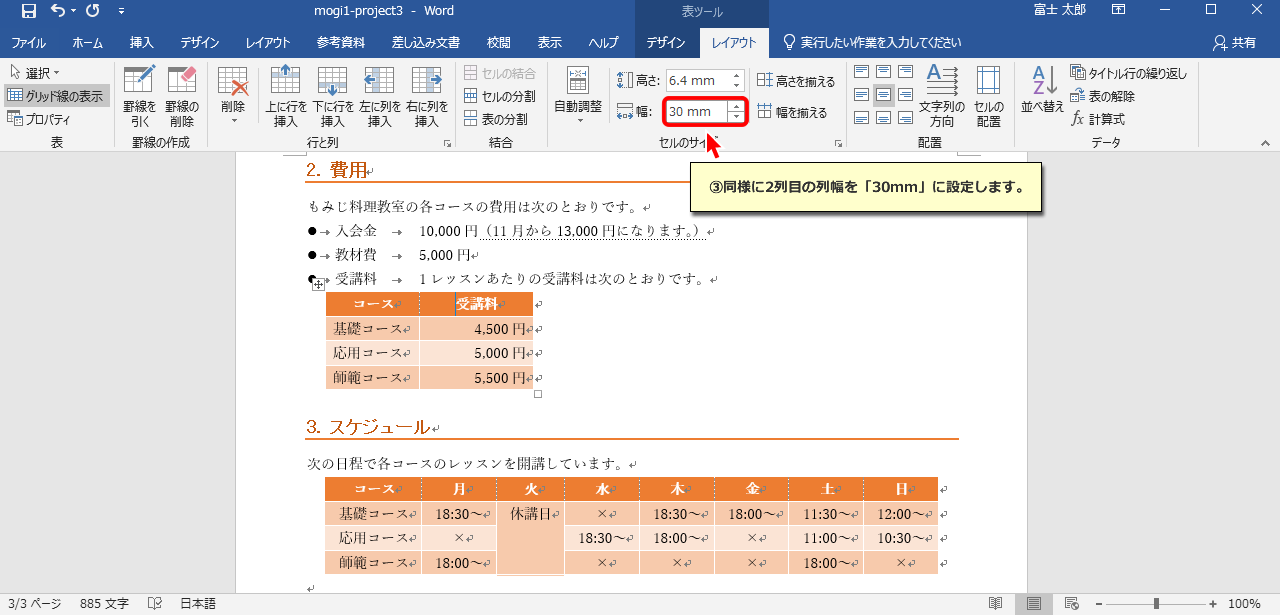 mogi1-project3 - Word
表ツール
富士 太郎
ファイル ホーム 挿入 デザイン レイアウト 参考資料 差し込み文書 校閲 表示 ヘルプ デザイン レイアウト 実行したい作業を入力してください 共有
選択
グリッド線の表示
プロパティ
表
罫線を引く
罫線の削除
罫線の作成
削除
上に行を挿入
下に行を挿入
左に列を挿入
右に列を挿入
行と列
セルの結合
セルの分割
表の分割
結合
自動調整
高さ: 6.4 mm
幅: 30 mm
高さを揃える
幅を揃える
セルのサイズ
文字列の方向
セルの配置
配置
並べ替え
タイトル行の繰り返し
表の解除
fx 計算式
データ
③同様に2列目の列幅を「30mm」に設定します。
2. 費用
もみじ料理教室の各コースの費用は次のとおりです。
● 入会金 10,000 円（11 月から 13,000 円になります。）
● 教材費 5,000 円
● 受講料 1 レッスンあたりの受講料は次のとおりです。
コース 受講料
基礎コース 4,500 円
応用コース 5,000 円
師範コース 5,500 円
3. スケジュール
次の日程で各コースのレッスンを開講しています。
コース 月 火 水 木 金 土 日
基礎コース 18:30～ 休講日 × 18:30～ 18:00～ 11:30～ 12:00～
応用コース × 18:30～ 18:00～ × 11:00～ 10:30～
師範コース 18:00～ × × × 18:00～ ×
3/3 ページ 885 文字 日本語 100%